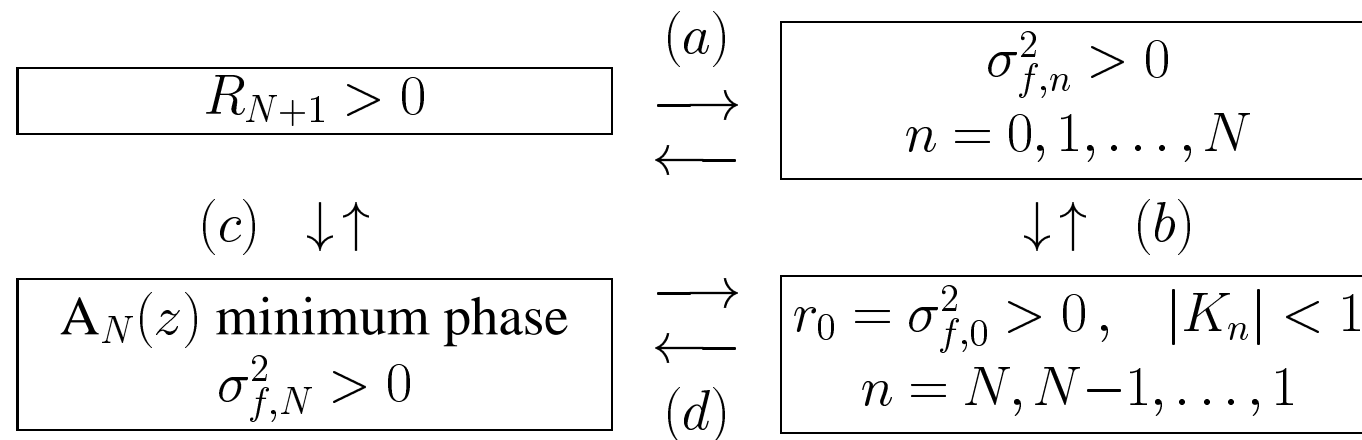 (a)
R_{N+1} > 0
⟶
⟵
σ²_{f,n} > 0
n = 0, 1, . . . , N
(c) ↓↑
↓↑ (b)
A_N(z) minimum phase
σ²_{f,N} > 0
⟶
⟵
(d)
r_0 = σ²_{f,0} > 0 , |K_n| < 1
n = N, N−1, . . . , 1